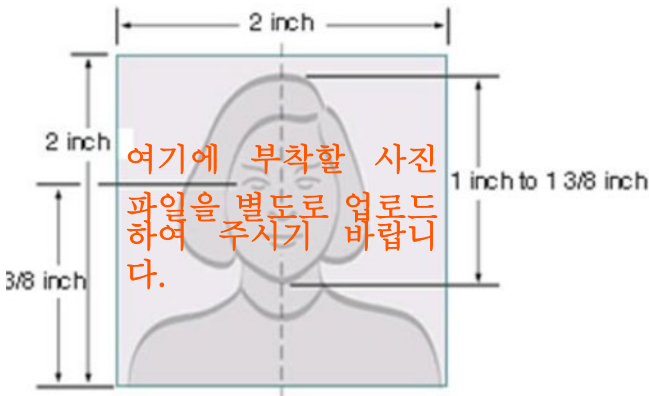 2 inch
2 inch
여기에 부착할 사진
파일을 별도로 업로드
하여 주시기 바랍니
다.
1 inch to 1 3/8 inch
3/8 inch